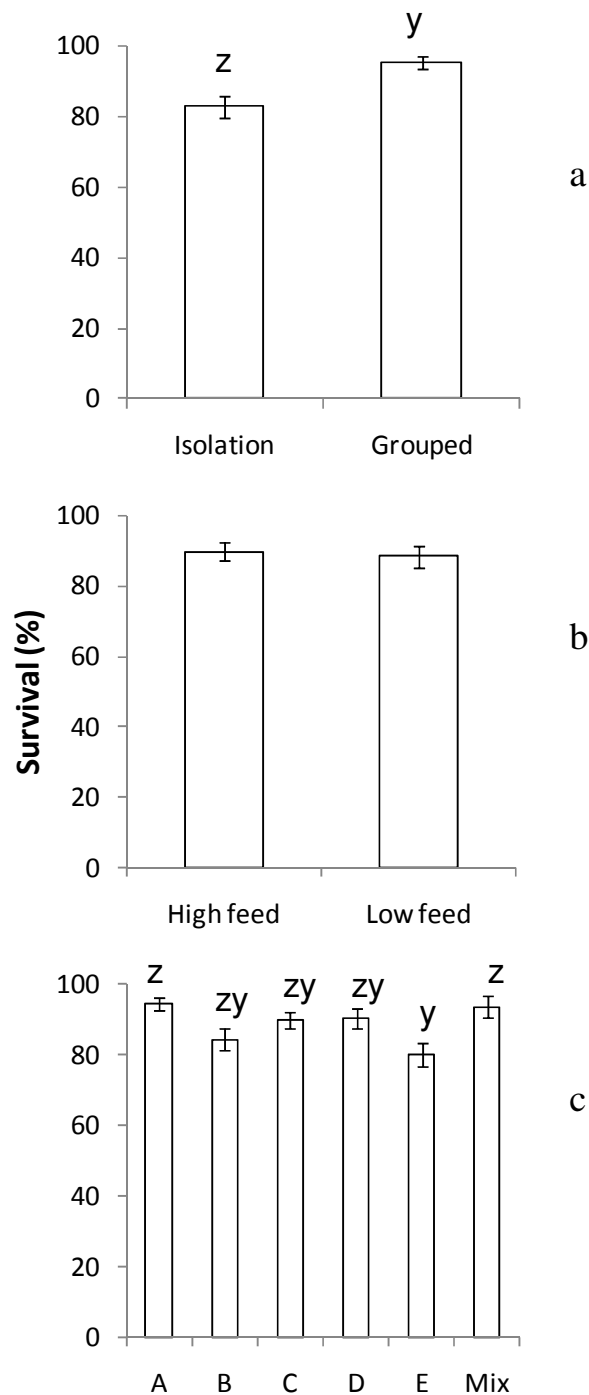 100
80
60
40
20
0
z
y
a
Isolation
Grouped
Survival (%)
100
80
60
40
20
0
b
High feed
Low feed
100
80
60
40
20
0
z
zy
zy
zy
y
z
c
A
B
C
D
E
Mix